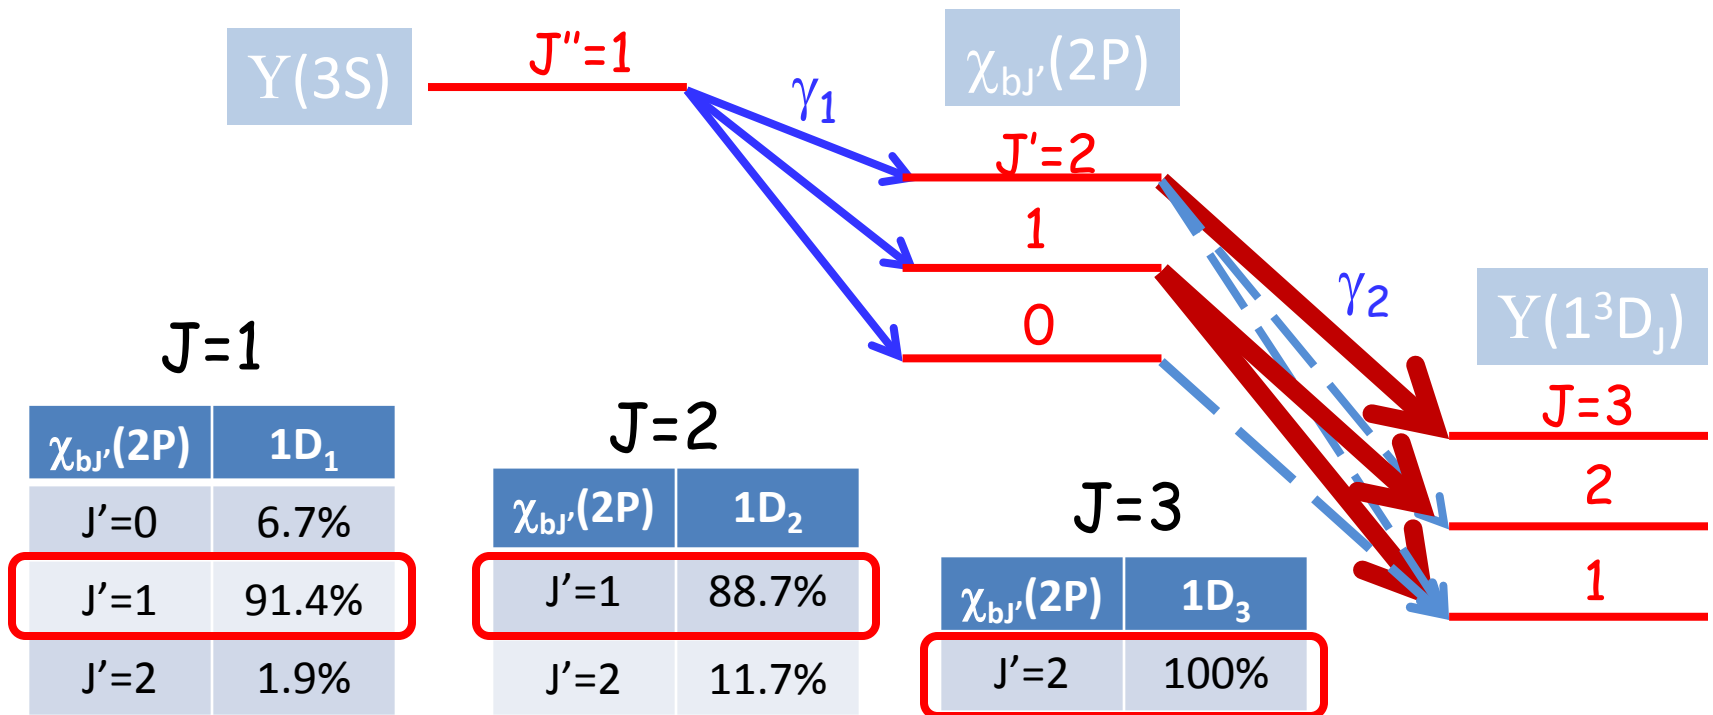 ϒ(3S)
J″=1
γ₁
χbJ’(2P)
J′=2
1
0
γ₂
ϒ(1³DJ)
J=3
2
1
J=1
χbJ’(2P) 1D₁
J’=0 6.7%
J’=1 91.4%
J’=2 1.9%
J=2
χbJ’(2P) 1D₂
J’=1 88.7%
J’=2 11.7%
J=3
χbJ’(2P) 1D₃
J’=2 100%